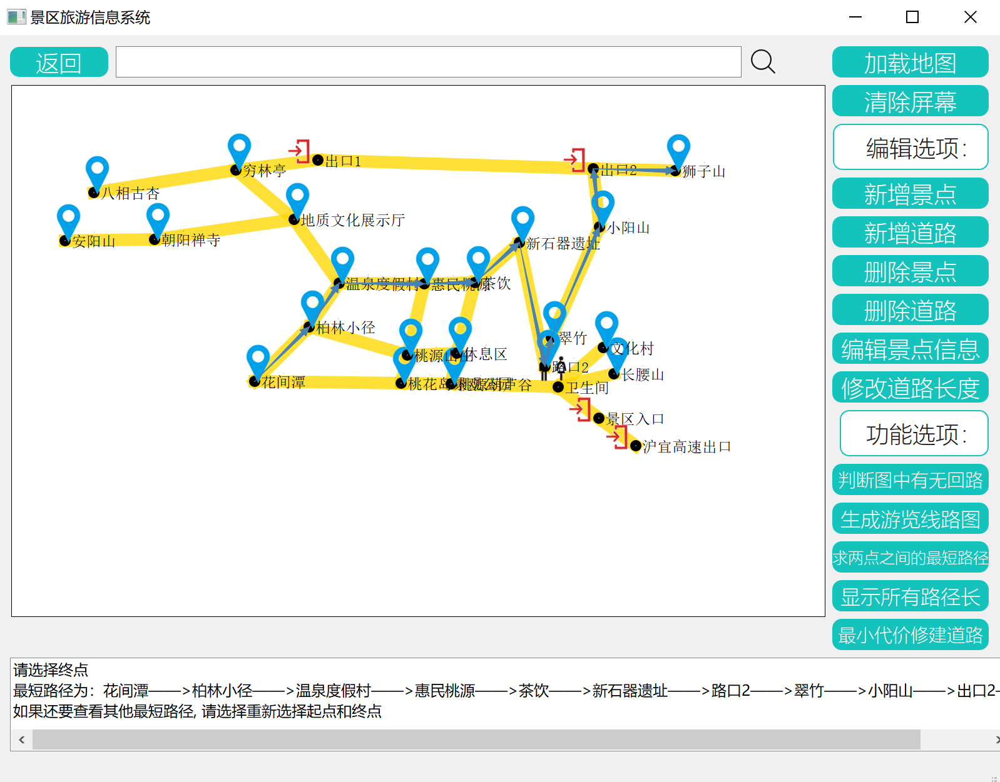 景区旅游信息系统
返回
加载地图
清除屏幕
编辑选项：
新增景点
新增道路
删除景点
删除道路
编辑景点信息
修改道路长度
功能选项：
判断图中有无回路
生成游览线路图
求两点之间的最短路径
显示所有路径长
最小代价修建道路
出口1
出口2
穷林亭
狮子山
八相古杏
地质文化展示厅
小阳山
安阳山
朝阳禅寺
新石器遗址
温泉度假村
惠民桃源
茶饮
柏林小径
翠竹
文化村
桃源山庄
休息区
路口2
长腰山
花间潭
桃花岛
葫芦谷
卫生间
景区入口
沪宜高速出口
请选择终点
最短路径为：花间潭——>柏林小径——>温泉度假村——>惠民桃源——>茶饮——>新石器遗址——>路口2——>翠竹——>小阳山——>出口2—
如果还要查看其他最短路径, 请选择重新选择起点和终点